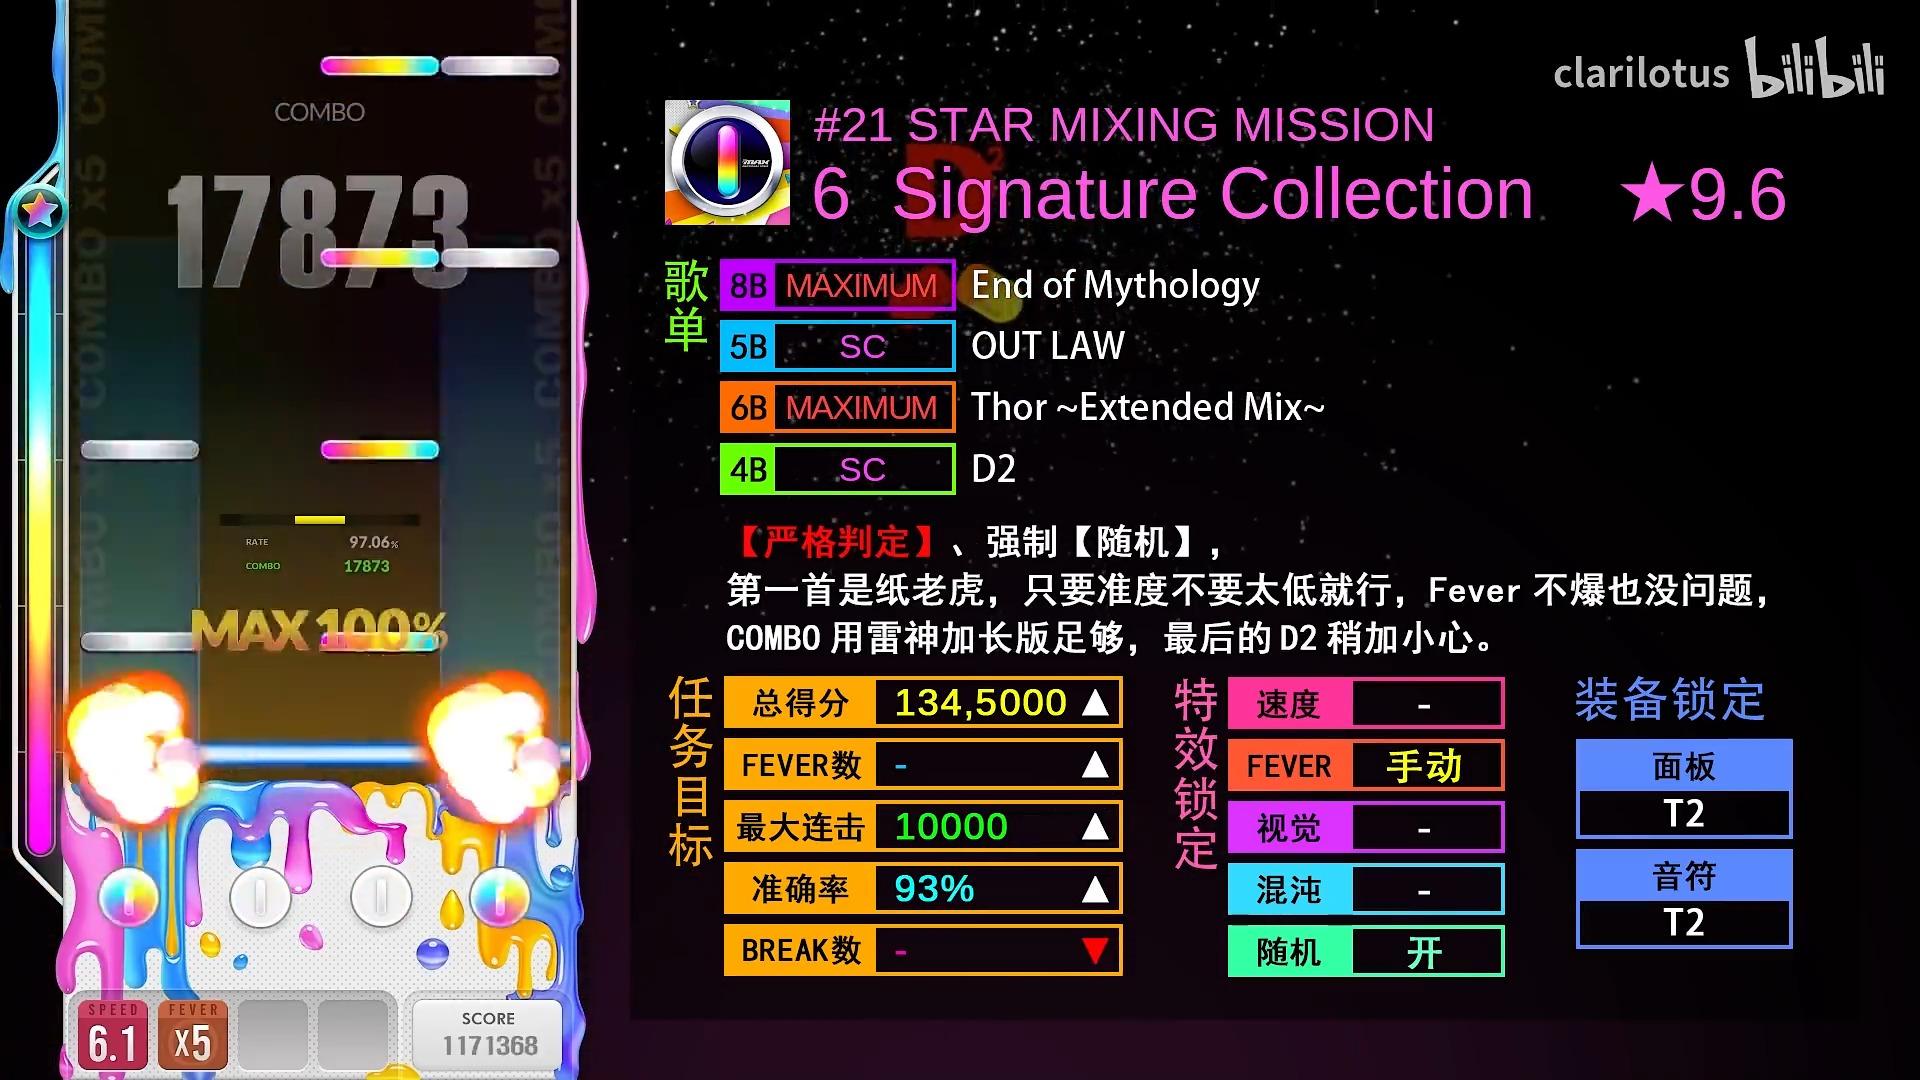 clarilotus bilibili
COMBO
17873
RATE 97.06%
COMBO 17873
MAX 100%
SPEED
6.1
FEVER
x5
SCORE
1171368
#21 STAR MIXING MISSION
6 Signature Collection ★9.6
歌单
8B MAXIMUM End of Mythology
5B SC OUT LAW
6B MAXIMUM Thor ~Extended Mix~
4B SC D2
【严格判定】、强制【随机】,
第一首是纸老虎，只要准度不要太低就行，Fever 不爆也没问题，
COMBO 用雷神加长版足够，最后的 D2 稍加小心。
任务目标
总得分 134,5000 ▲
FEVER数 - ▲
最大连击 10000 ▲
准确率 93% ▲
BREAK数 - ▼
特效锁定
速度 -
FEVER 手动
视觉 -
混沌 -
随机 开
装备锁定
面板
T2
音符
T2